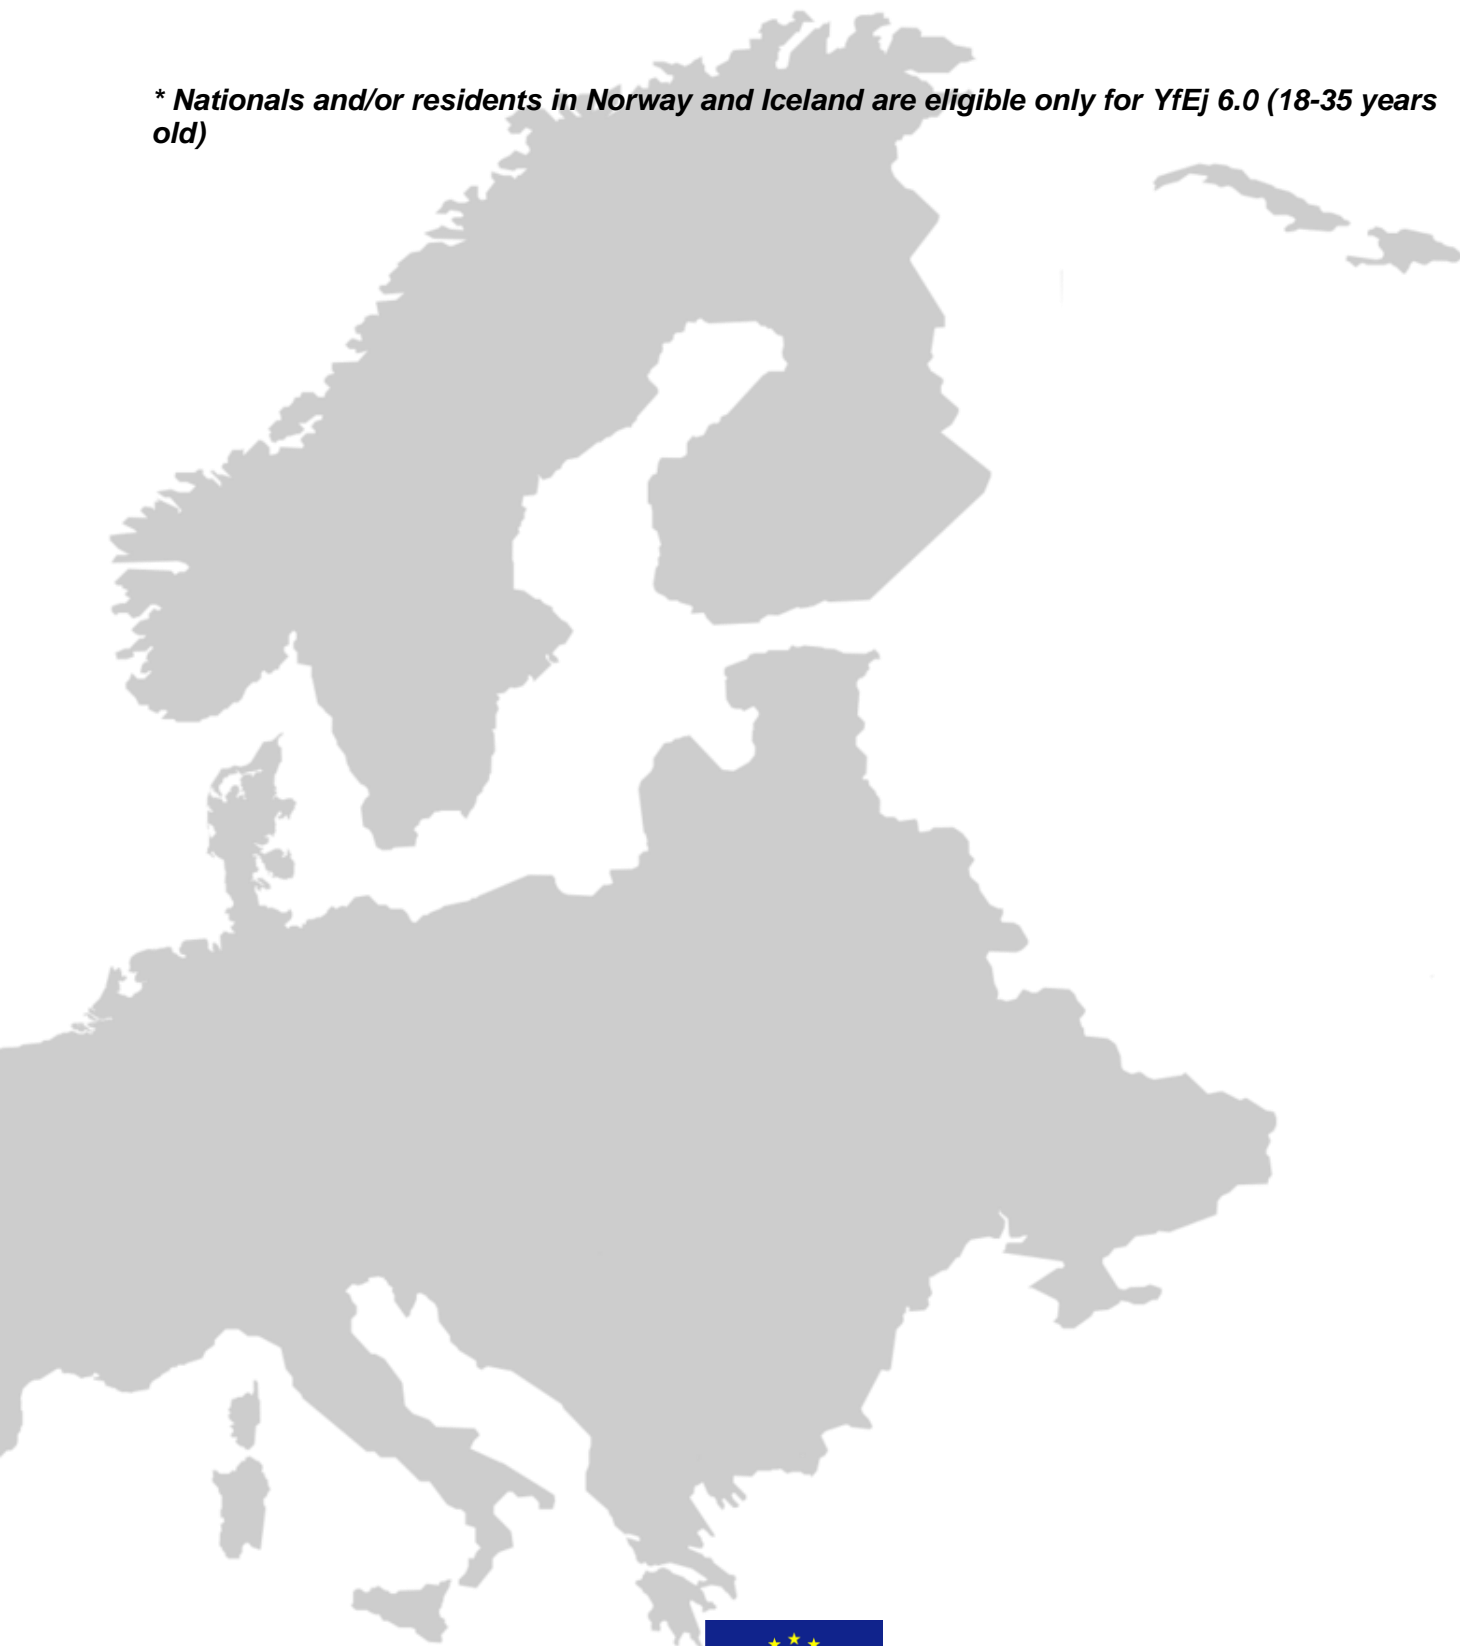 * Nationals and/or residents in Norway and Iceland are eligible only for YfEj 6.0 (18-35 years
old)